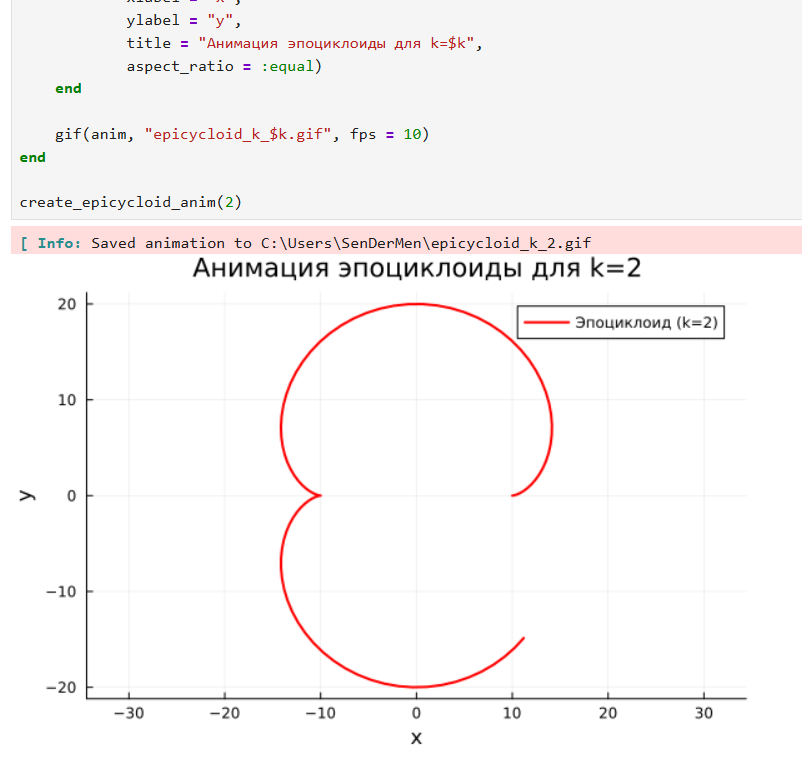 ylabel = "y",
title = "Анимация эпоциклоиды для k=$k",
aspect_ratio = :equal)
end
gif(anim, "epicycloid_k_$k.gif", fps = 10)
end
create_epicycloid_anim(2)
[ Info: Saved animation to C:\Users\SenDerMen\epicycloid_k_2.gif
Анимация эпоциклоиды для k=2
Эпоциклоид (k=2)
20
10
0
−10
−20
y
−30 −20 −10 0 10 20 30
x